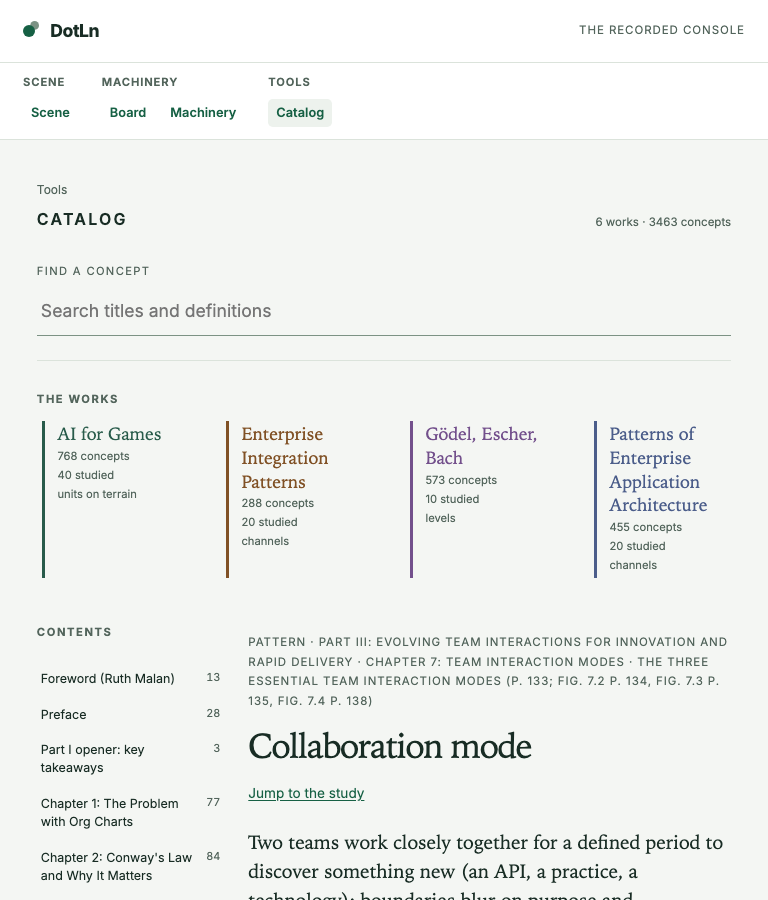 DotLn
THE RECORDED CONSOLE
SCENE
MACHINERY
TOOLS
Scene
Board
Machinery
Catalog
Tools
CATALOG
6 works · 3463 concepts
FIND A CONCEPT
Search titles and definitions
THE WORKS
AI for Games
768 concepts
40 studied
units on terrain
Enterprise
Integration
Patterns
288 concepts
20 studied
channels
Gödel, Escher,
Bach
573 concepts
10 studied
levels
Patterns of
Enterprise
Application
Architecture
455 concepts
20 studied
channels
CONTENTS
Foreword (Ruth Malan) 13
Preface 28
Part I opener: key 3
takeaways
Chapter 1: The Problem 77
with Org Charts
Chapter 2: Conway's Law 84
and Why It Matters
PATTERN · PART III: EVOLVING TEAM INTERACTIONS FOR INNOVATION AND
RAPID DELIVERY · CHAPTER 7: TEAM INTERACTION MODES · THE THREE
ESSENTIAL TEAM INTERACTION MODES (P. 133; FIG. 7.2 P. 134, FIG. 7.3 P.
135, FIG. 7.4 P. 138)
Collaboration mode
Jump to the study
Two teams work closely together for a defined period to
discover something new (an API, a practice, a
technology); boundaries blur on purpose and